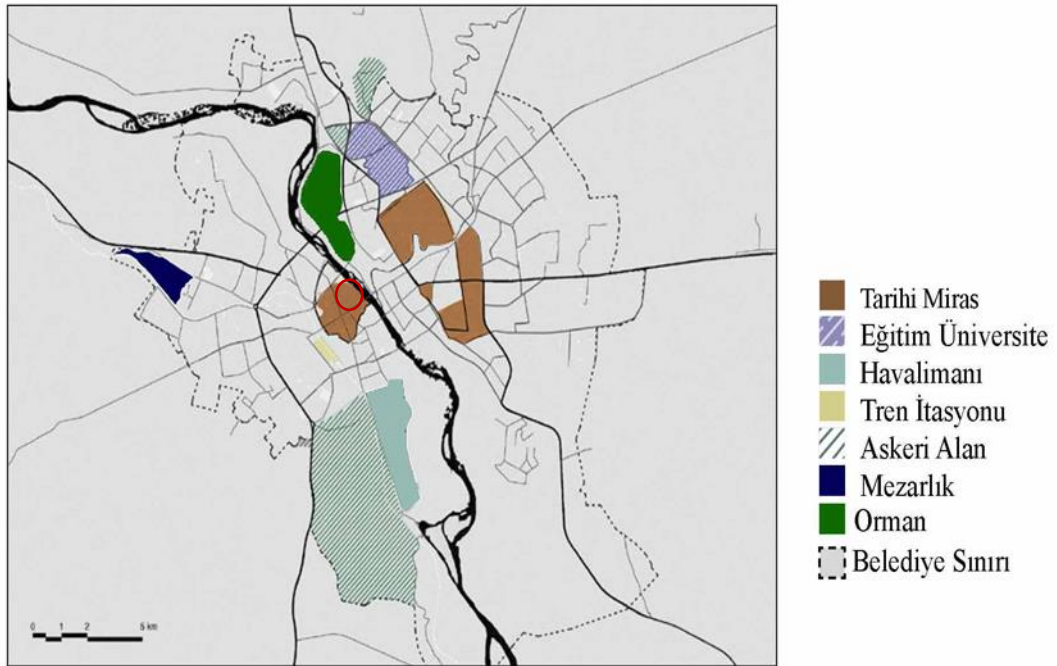 Tarihi Miras
Eğitim Üniversite
Havalimanı
Tren İtasyonu
Askeri Alan
Mezarlık
Orman
Belediye Sınırı
0 1 2 5 km